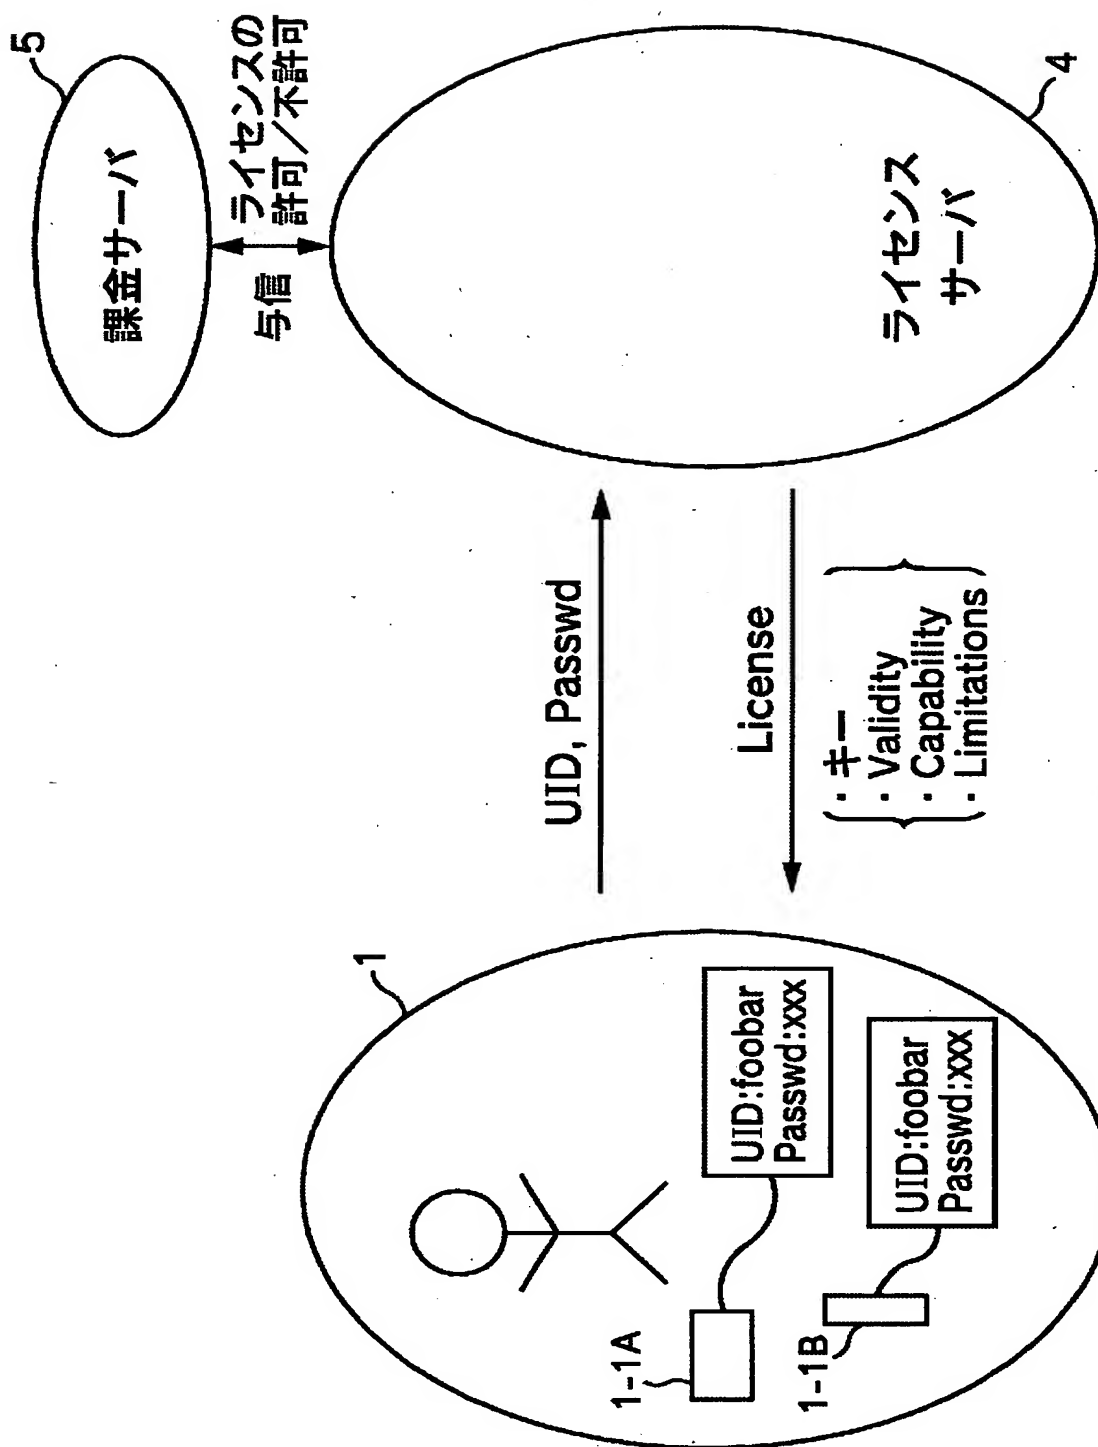 5
課金サーバ
与信
ライセンスの
許可／不許可
4
ライセンス
サーバ
UID, Passwd
License
・キー
・Validity
・Capability
・Limitations
1
1-1A
UID:foobar
Passwd:xxx
1-1B
UID:foobar
Passwd:xxx